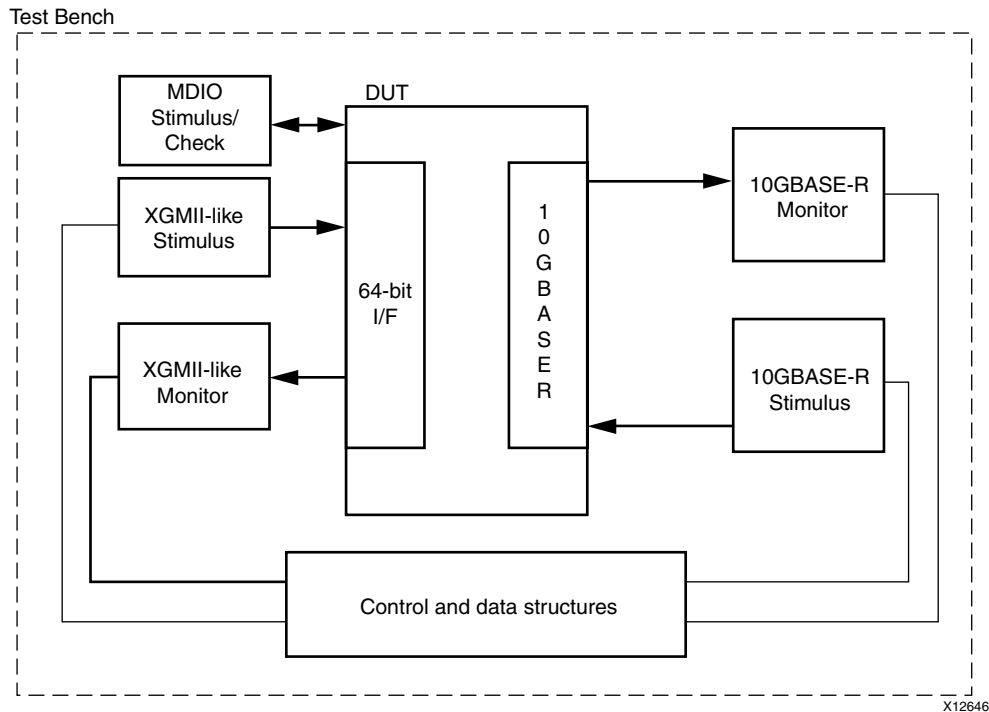 Test Bench
MDIO
Stimulus/
Check
DUT
XGMII-like
Stimulus
XGMII-like
Monitor
64-bit
I/F
1
0
G
B
A
S
E
R
10GBASE-R
Monitor
10GBASE-R
Stimulus
Control and data structures
X12646